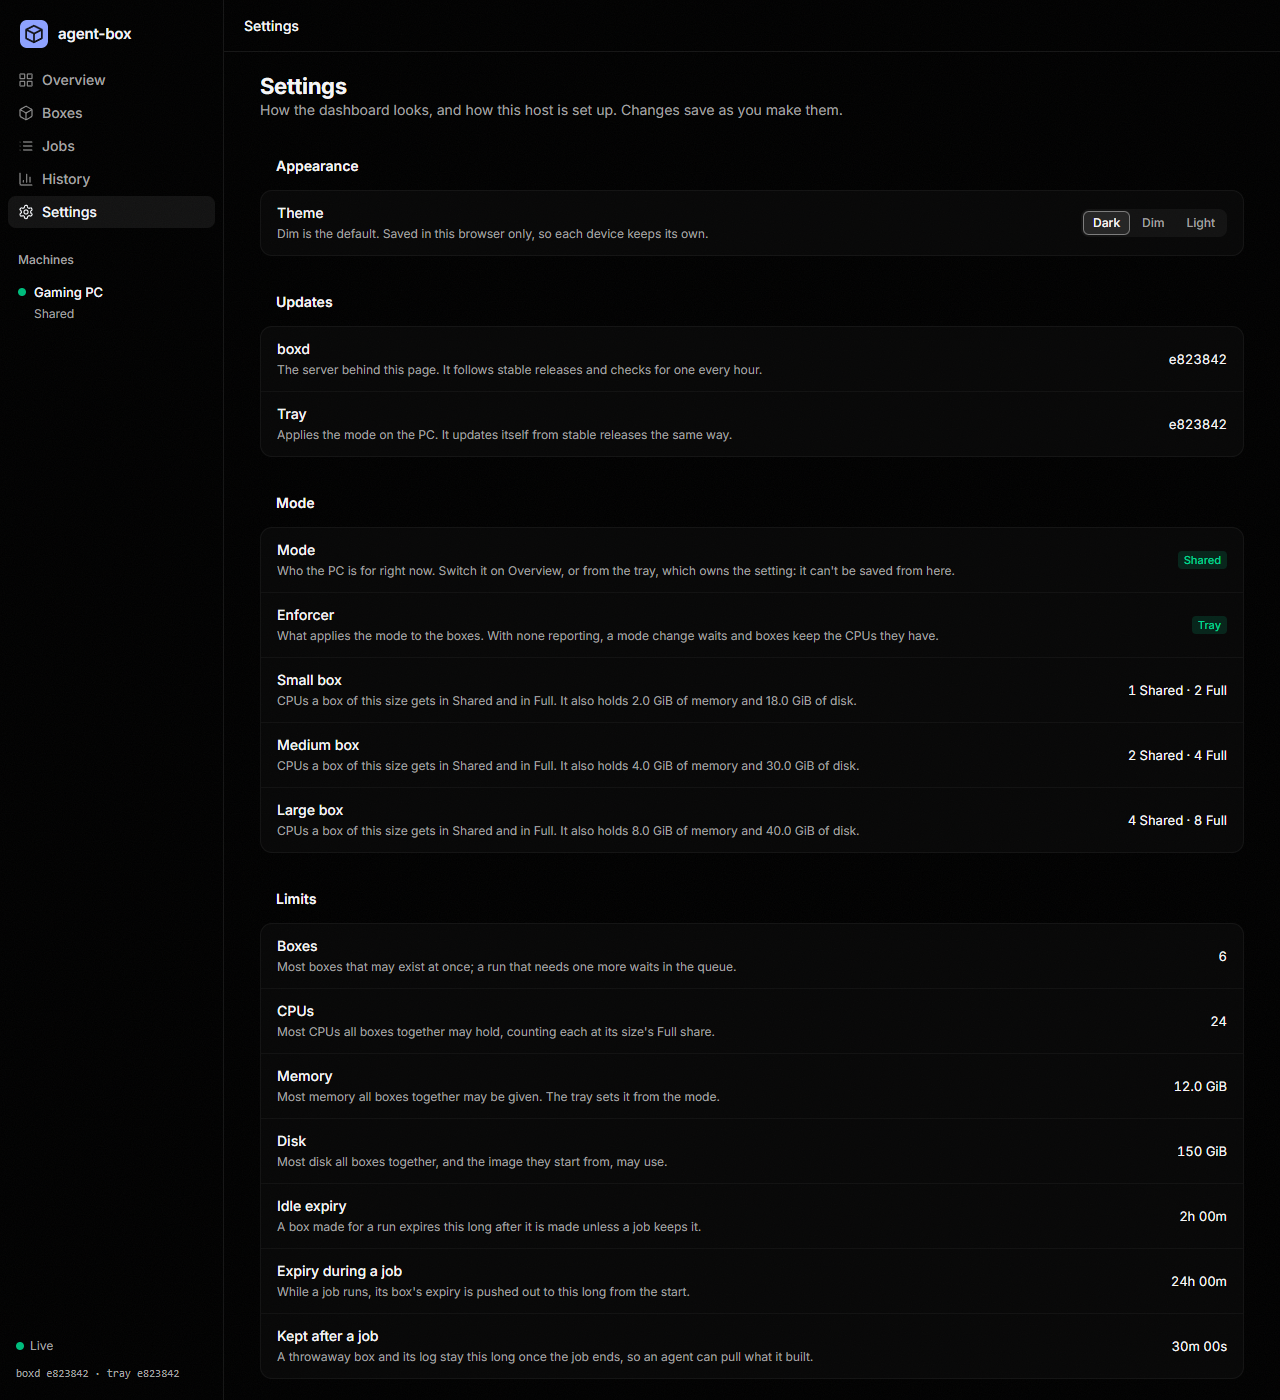 agent-box
Overview
Boxes
Jobs
History
Settings
Machines
Gaming PC
Shared
Live
boxd e823842 · tray e823842
Settings
Settings
How the dashboard looks, and how this host is set up. Changes save as you make them.
Appearance
Theme
Dim is the default. Saved in this browser only, so each device keeps its own.
Dark Dim Light
Updates
boxd
The server behind this page. It follows stable releases and checks for one every hour.
e823842
Tray
Applies the mode on the PC. It updates itself from stable releases the same way.
e823842
Mode
Mode
Who the PC is for right now. Switch it on Overview, or from the tray, which owns the setting: it can't be saved from here.
Shared
Enforcer
What applies the mode to the boxes. With none reporting, a mode change waits and boxes keep the CPUs they have.
Tray
Small box
CPUs a box of this size gets in Shared and in Full. It also holds 2.0 GiB of memory and 18.0 GiB of disk.
1 Shared · 2 Full
Medium box
CPUs a box of this size gets in Shared and in Full. It also holds 4.0 GiB of memory and 30.0 GiB of disk.
2 Shared · 4 Full
Large box
CPUs a box of this size gets in Shared and in Full. It also holds 8.0 GiB of memory and 40.0 GiB of disk.
4 Shared · 8 Full
Limits
Boxes
Most boxes that may exist at once; a run that needs one more waits in the queue.
6
CPUs
Most CPUs all boxes together may hold, counting each at its size's Full share.
24
Memory
Most memory all boxes together may be given. The tray sets it from the mode.
12.0 GiB
Disk
Most disk all boxes together, and the image they start from, may use.
150 GiB
Idle expiry
A box made for a run expires this long after it is made unless a job keeps it.
2h 00m
Expiry during a job
While a job runs, its box's expiry is pushed out to this long from the start.
24h 00m
Kept after a job
A throwaway box and its log stay this long once the job ends, so an agent can pull what it built.
30m 00s